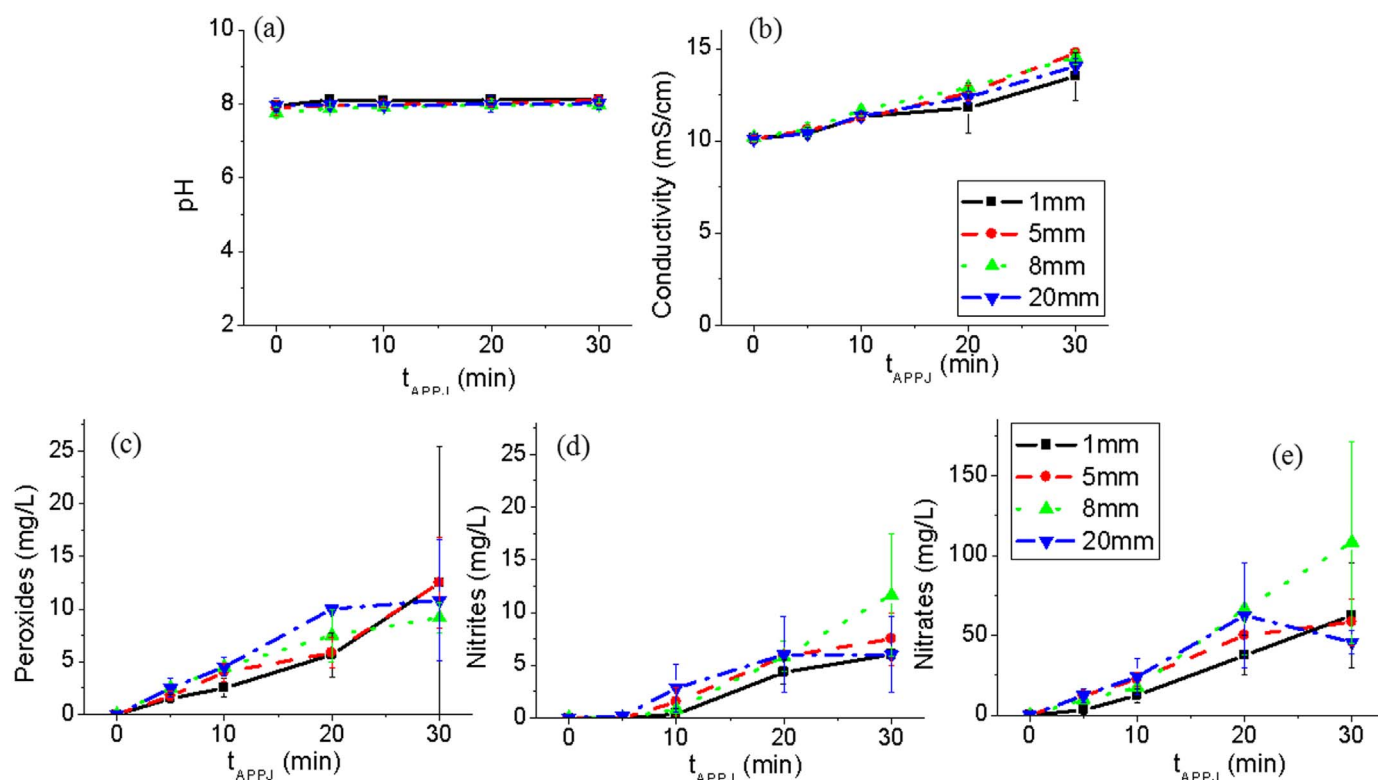 (a)
10
8
6
4
2
pH
0 10 20 30
t_APPJ (min)
(b)
15
10
5
0
Conductivity (mS/cm)
1mm
5mm
8mm
20mm
0 10 20 30
t_APPJ (min)
(c)
25
20
15
10
5
0
Peroxides (mg/L)
0 10 20 30
t_APPJ (min)
(d)
25
20
15
10
5
0
Nitrites (mg/L)
0 10 20 30
t_APPJ (min)
(e)
150
100
50
0
Nitrates (mg/L)
1mm
5mm
8mm
20mm
0 10 20 30
t_APPJ (min)